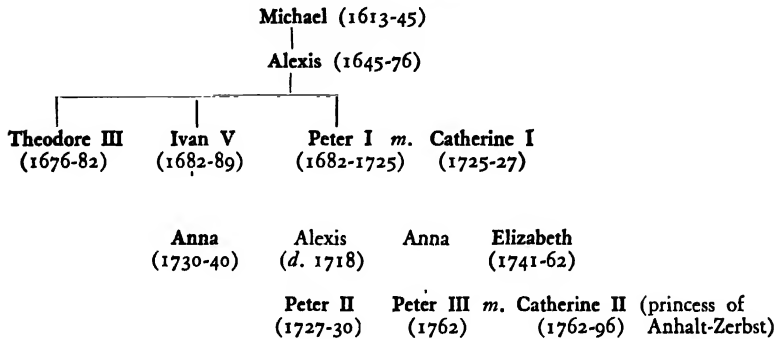 Michael (1613-45)
Alexis (1645-76)
Theodore III Ivan V Peter I m. Catherine I
(1676-82) (1682-89) (1682-1725) (1725-27)
Anna Alexis Anna Elizabeth
(1730-40) (d. 1718) (1741-62)
Peter II Peter III m. Catherine II (princess of
(1727-30) (1762) (1762-96) Anhalt-Zerbst)